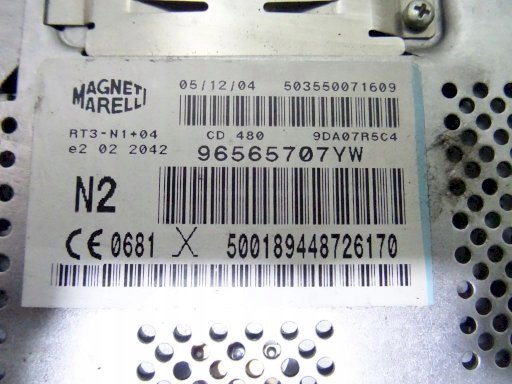 MAGNETI
MARELLI
05/12/04 503550071609
RT3-N1+04 CD 480 9DA07R5C4
e2 02 2042 96565707YW
N2
CE 0681 X 500189448726170